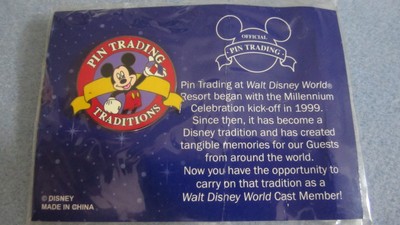 PIN TRADING
TRADITIONS
OFFICIAL
PIN TRADING
Pin Trading at Walt Disney World®
Resort began with the Millennium
Celebration kick-off in 1999.
Since then, it has become a
Disney tradition and has created
tangible memories for our Guests
from around the world.
Now you have the opportunity to
carry on that tradition as a
Walt Disney World Cast Member!
© DISNEY
MADE IN CHINA